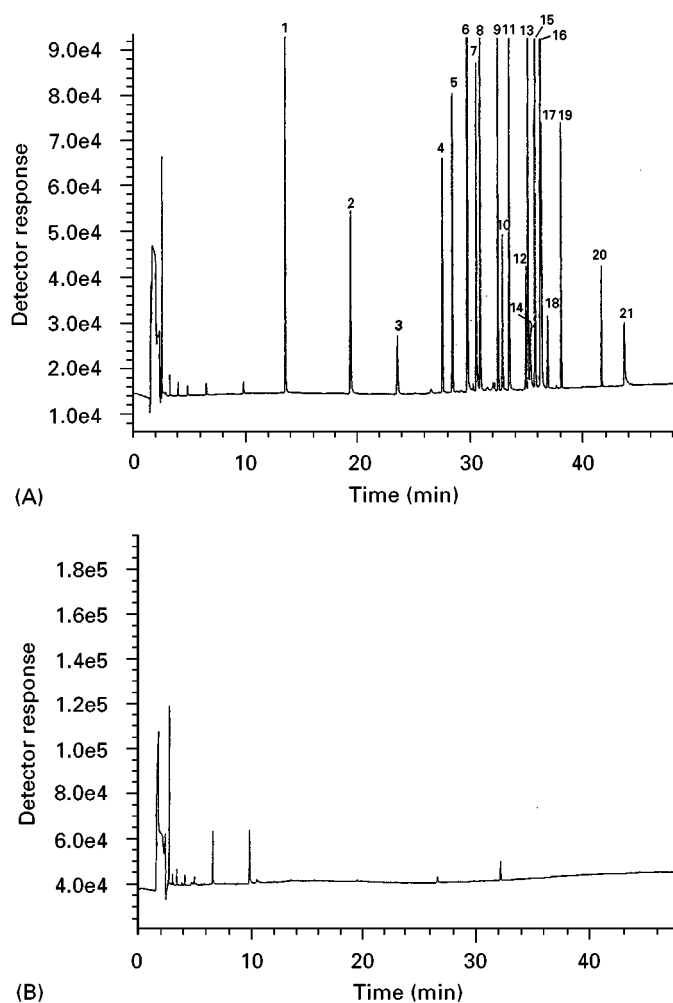 1
2
3
4
5
6
7
8
9 11
10
12
13
14
15
16
17 19
18
20
21
9.0e4
8.0e4
7.0e4
6.0e4
5.0e4
4.0e4
3.0e4
2.0e4
1.0e4
Detector response
0 10 20 30 40
Time (min)
(A)
1.8e5
1.6e5
1.4e5
1.2e5
1.0e5
8.0e4
6.0e4
4.0e4
Detector response
0 10 20 30 40
Time (min)
(B)